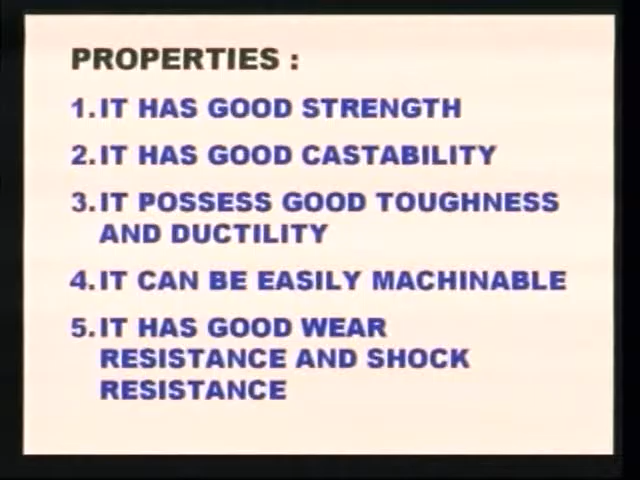 PROPERTIES :
1. IT HAS GOOD STRENGTH
2. IT HAS GOOD CASTABILITY
3. IT POSSESS GOOD TOUGHNESS
AND DUCTILITY
4. IT CAN BE EASILY MACHINABLE
5. IT HAS GOOD WEAR
RESISTANCE AND SHOCK
RESISTANCE